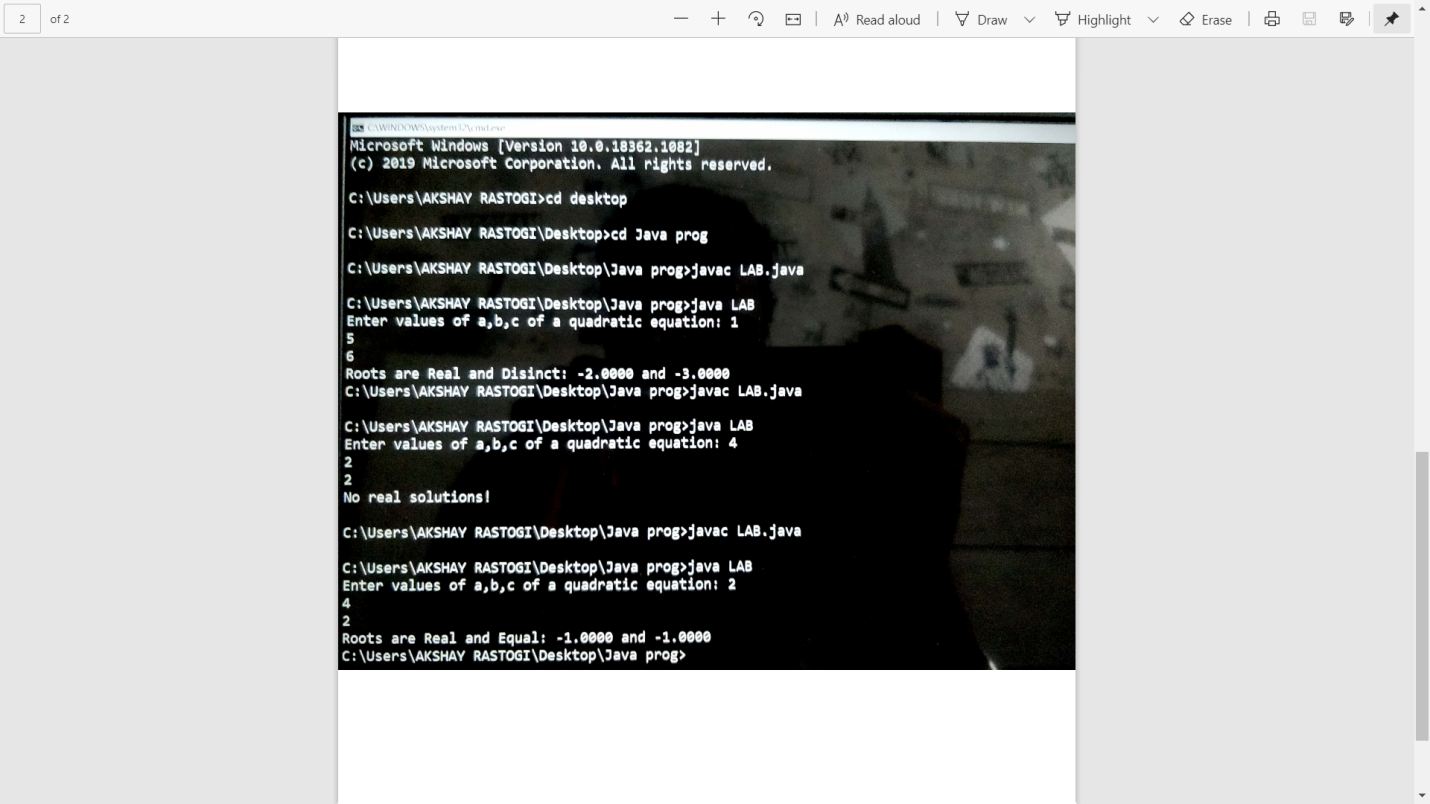 2 of 2 Read aloud Draw Highlight Erase
C:\WINDOWS\system32\cmd.exe
Microsoft Windows [Version 10.0.18362.1082]
(c) 2019 Microsoft Corporation. All rights reserved.
C:\Users\AKSHAY RASTOGI>cd desktop
C:\Users\AKSHAY RASTOGI\Desktop>cd Java prog
C:\Users\AKSHAY RASTOGI\Desktop\Java prog>javac LAB.java
C:\Users\AKSHAY RASTOGI\Desktop\Java prog>java LAB
Enter values of a,b,c of a quadratic equation: 1
5
6
Roots are Real and Disinct: -2.0000 and -3.0000
C:\Users\AKSHAY RASTOGI\Desktop\Java prog>javac LAB.java
C:\Users\AKSHAY RASTOGI\Desktop\Java prog>java LAB
Enter values of a,b,c of a quadratic equation: 4
2
2
No real solutions!
C:\Users\AKSHAY RASTOGI\Desktop\Java prog>javac LAB.java
C:\Users\AKSHAY RASTOGI\Desktop\Java prog>java LAB
Enter values of a,b,c of a quadratic equation: 2
4
2
Roots are Real and Equal: -1.0000 and -1.0000
C:\Users\AKSHAY RASTOGI\Desktop\Java prog>